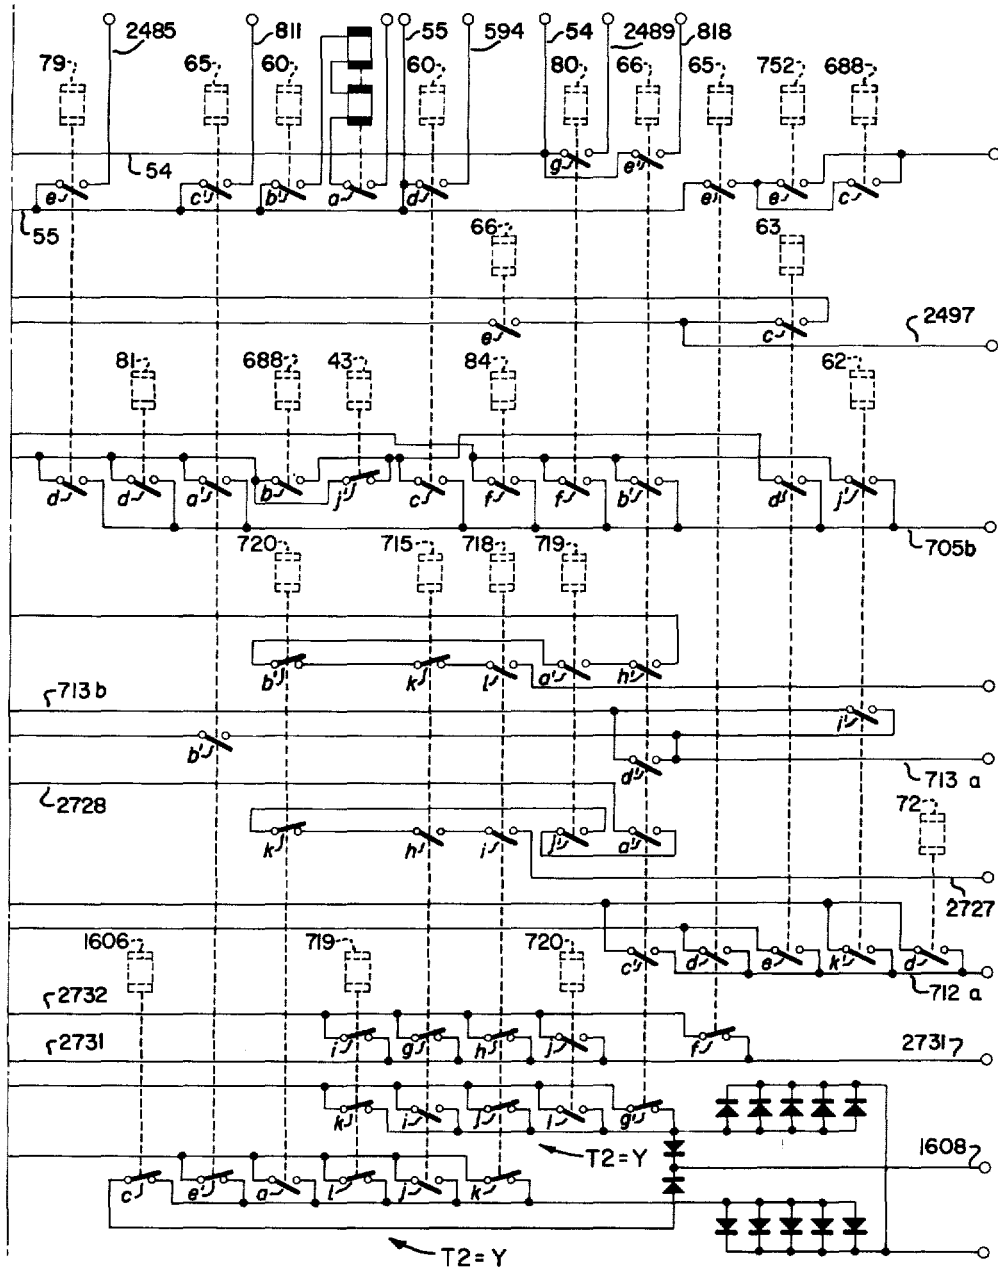 2485 811 55 594 54 2489 818
79 65 60 60 80 66 65 752 688
54 g e'
e c' b' a d e e' c
55
66 63
e c
2497
81 688 43 84 62
d d a' b j' c f f b' d j'
705b
720 715 718 719
b' k l a' h'
713b
i'
b'
d'
713 a
2728
72
k h i j' a'
2727
1606 719 720
c' d e k' d
712 a
2732
i g h j f
2731 2731
k i j l g'
T2=Y
1608
c e' a l j k
T2=Y